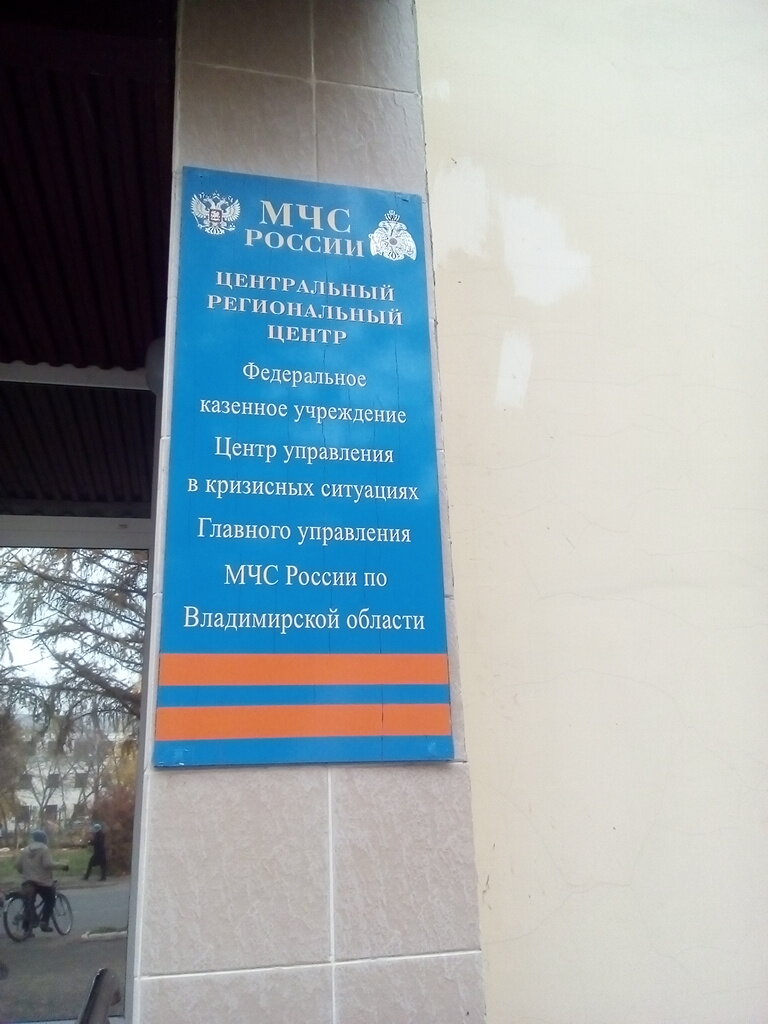 МЧС
РОССИИ
ЦЕНТРАЛЬНЫЙ
РЕГИОНАЛЬНЫЙ
ЦЕНТР
Федеральное
казенное учреждение
Центр управления
в кризисных ситуациях
Главного управления
МЧС России по
Владимирской области